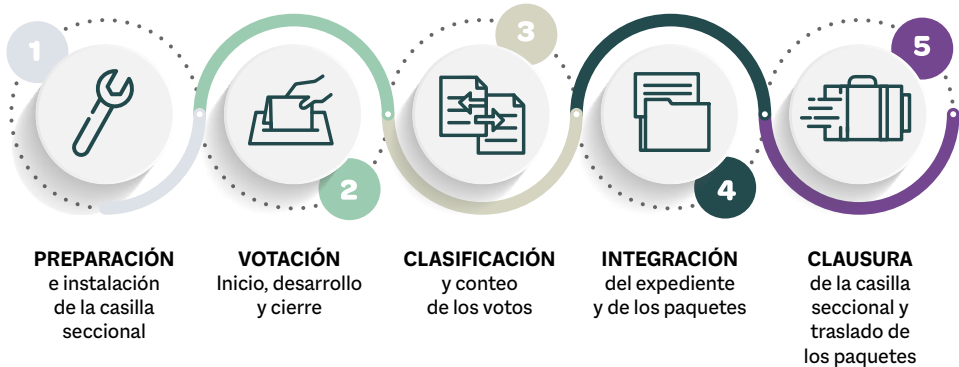 1
PREPARACIÓN
e instalación
de la casilla
seccional
2
VOTACIÓN
Inicio, desarrollo
y cierre
3
CLASIFICACIÓN
y conteo
de los votos
4
INTEGRACIÓN
del expediente
y de los paquetes
5
CLAUSURA
de la casilla
seccional y
traslado de
los paquetes